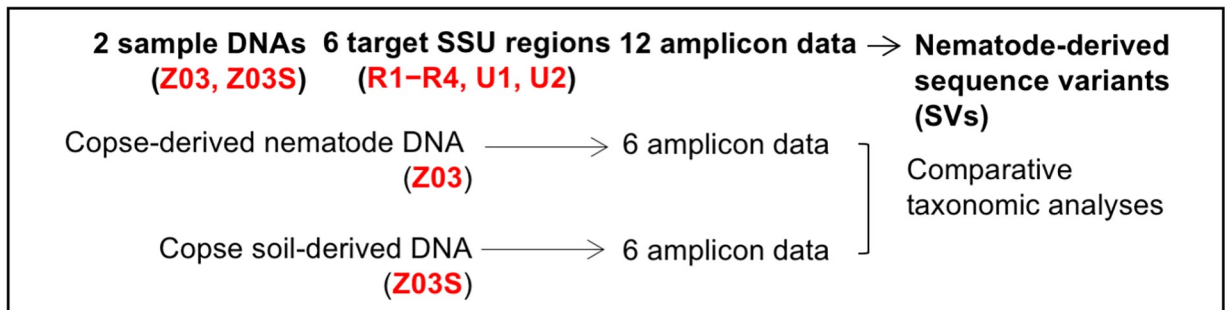 2 sample DNAs 6 target SSU regions 12 amplicon data → Nematode-derived
(Z03, Z03S) (R1−R4, U1, U2) sequence variants
(SVs)
Copse-derived nematode DNA → 6 amplicon data
(Z03)
Comparative
taxonomic analyses
Copse soil-derived DNA → 6 amplicon data
(Z03S)